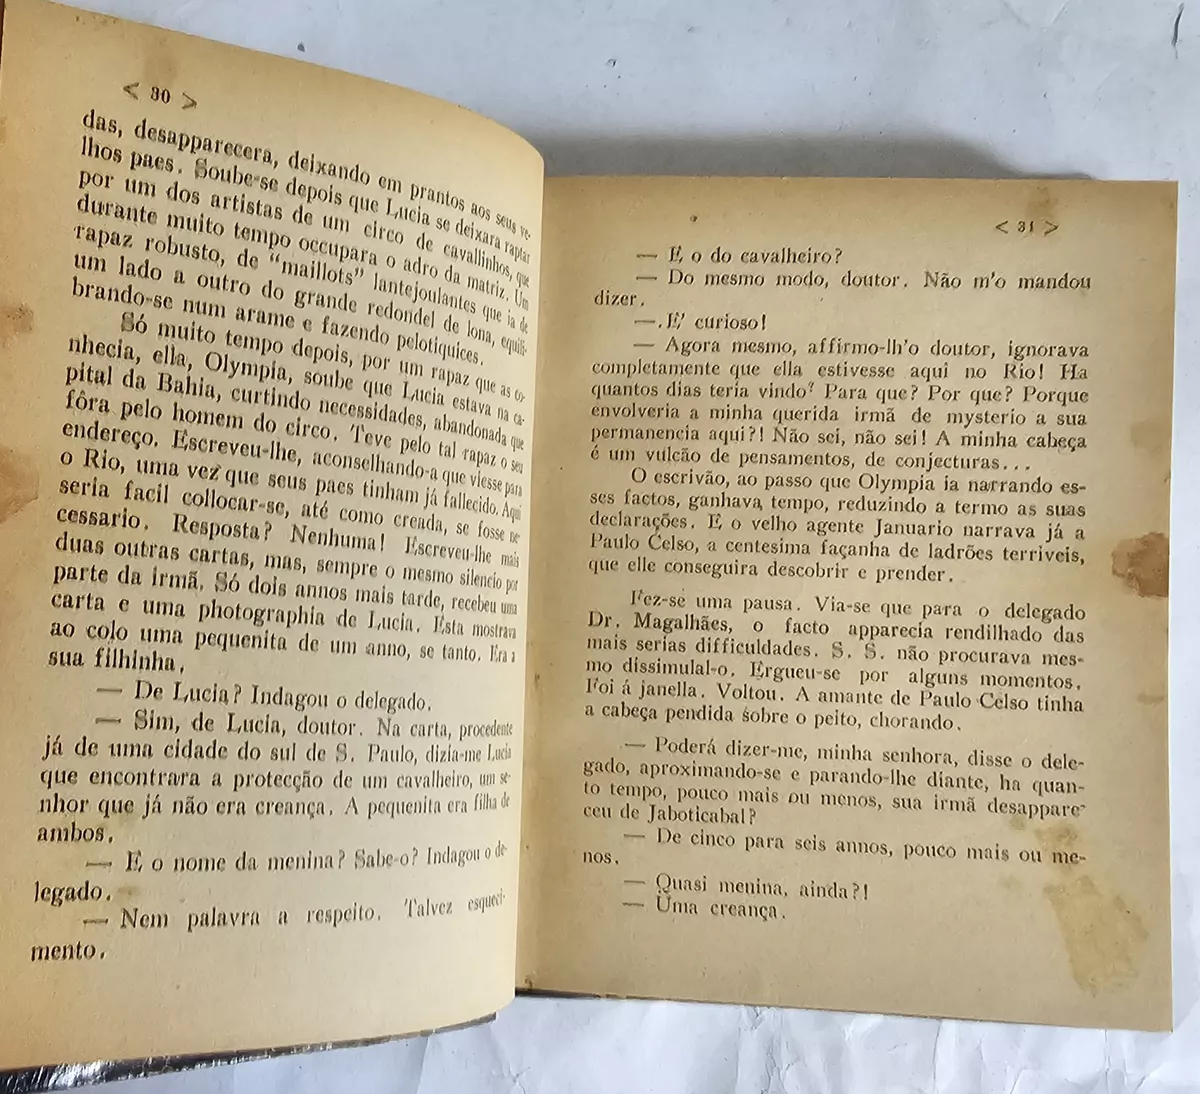 < 30 >
das, desapparecera, deixando em prantos aos seus ve-
lhos paes. Soube-se depois que Lucia se deixara raptar
por um dos artistas de um circo de cavallinhos, que
durante muito tempo occupara o adro da matriz. Um
rapaz robusto, de "maillots" lantejoulantes que ia de
um lado a outro do grande redondel de lona, equili-
brando-se num arame e fazendo pelotiquices.
Só muito tempo depois, por um rapaz que as co-
nhecia, ella, Olympia, soube que Lucia estava na ca-
pital da Bahia, curtindo necessidades, abandonada que
fôra pelo homem do circo. Teve pelo tal rapaz o seu
endereço. Escreveu-lhe, aconselhando-a que viesse para
o Rio, uma vez que seus paes tinham já fallecido. Aqui
seria facil collocar-se, até como creada, se fosse ne-
cessario. Resposta? Nenhuma! Escreveu-lhe mais
duas outras cartas, mas, sempre o mesmo silencio por
parte da irmã. Só dois annos mais tarde, recebeu uma
carta e uma photographia de Lucia. Esta mostrava
ao colo uma pequenita de um anno, se tanto. Era a
sua filhinha.
— De Lucia? Indagou o delegado.
— Sim, de Lucia, doutor. Na carta, procedente
já de uma cidade do sul de S. Paulo, dizia-me Lucia
que encontrara a protecção de um cavalheiro, um se-
nhor que já não era creança. A pequenita era filha de
ambos.
— E o nome da menina? Sabe-o? Indagou o de-
legado.
— Nem palavra a respeito. Talvez esqueci-
mento.
< 31 >
— E o do cavalheiro?
— Do mesmo modo, doutor. Não m'o mandou
dizer.
—.E' curioso!
— Agora mesmo, affirmo-lh'o doutor, ignorava
completamente que ella estivesse aqui no Rio! Ha
quantos dias teria vindo? Para que? Por que? Porque
envolveria a minha querida irmã de mysterio a sua
permanencia aqui?! Não sei, não sei! A minha cabeça
é um vulcão de pensamentos, de conjecturas...
O escrivão, ao passo que Olympia ia narrando es-
ses factos, ganhava tempo, reduzindo a termo as suas
declarações. E o velho agente Januario narrava já a
Paulo Celso, a centesima façanha de ladrões terriveis,
que elle conseguira descobrir e prender.
Fez-se uma pausa. Via-se que para o delegado
Dr. Magalhães, o facto apparecia rendilhado das
mais serias difficuldades. S. S. não procurava mes-
mo dissimulal-o. Ergueu-se por alguns momentos.
Foi á janella. Voltou. A amante de Paulo Celso tinha
a cabeça pendida sobre o peito, chorando.
— Poderá dizer-me, minha senhora, disse o dele-
gado, aproximando-se e parando-lhe diante, ha quan-
to tempo, pouco mais ou menos, sua irmã desappare-
ceu de Jaboticabal?
— De cinco para seis annos, pouco mais ou me-
nos.
— Quasi menina, ainda?!
— Uma creança.